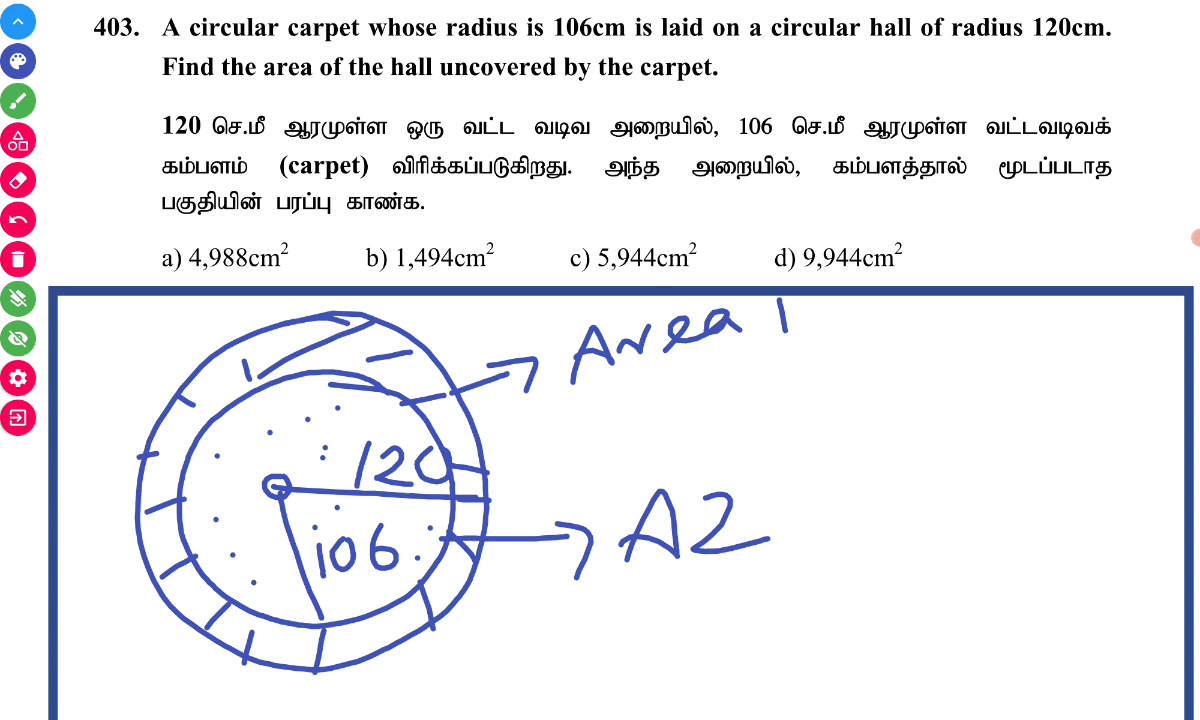 403. A circular carpet whose radius is 106cm is laid on a circular hall of radius 120cm.
Find the area of the hall uncovered by the carpet.
120 செ.மீ ஆரமுள்ள ஒரு வட்ட வடிவ அறையில், 106 செ.மீ ஆரமுள்ள வட்டவடிவக்
கம்பளம் (carpet) விரிக்கப்படுகிறது. அந்த அறையில், கம்பளத்தால் மூடப்படாத
பகுதியின் பரப்பு காண்க.
a) 4,988cm² b) 1,494cm² c) 5,944cm² d) 9,944cm²
Area 1
120
A2
106